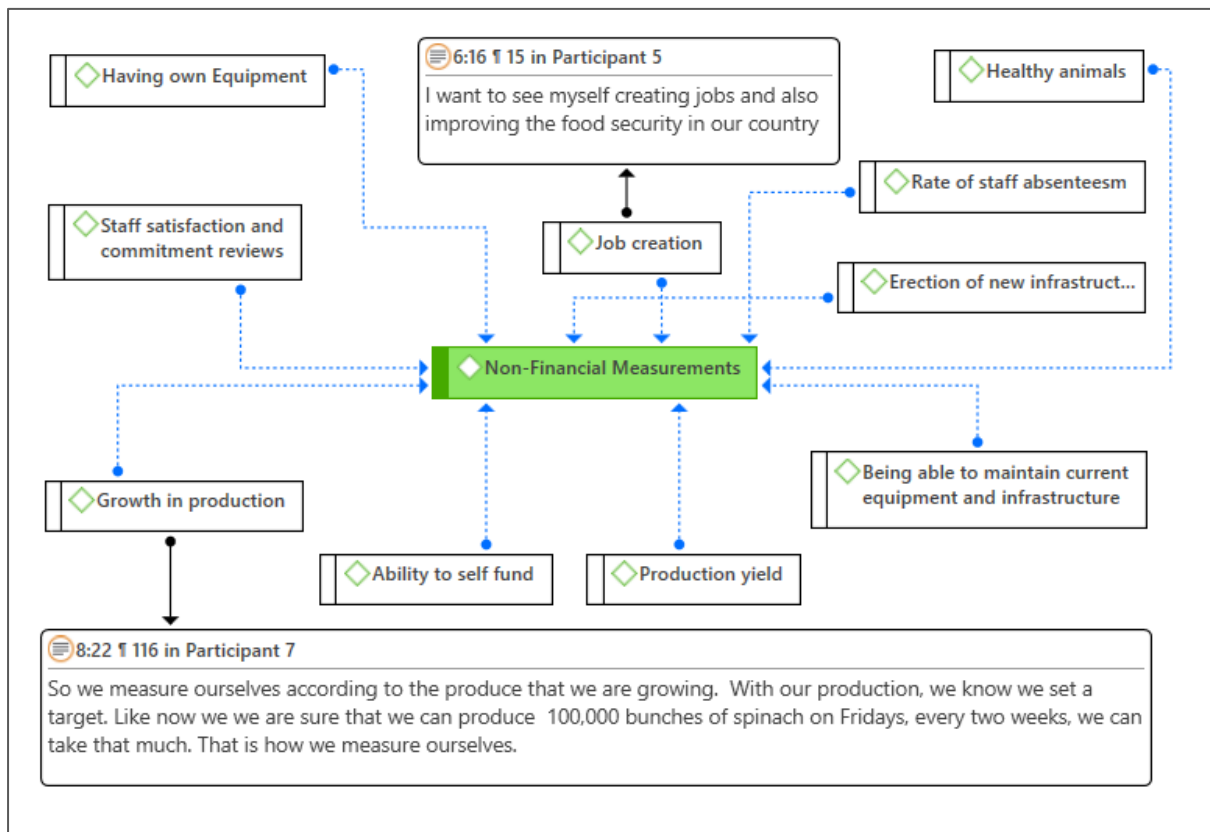 Having own Equipment
6:16 ¶ 15 in Participant 5
I want to see myself creating jobs and also
improving the food security in our country
Healthy animals
Rate of staff absenteesm
Staff satisfaction and
commitment reviews
Job creation
Erection of new infrastruct...
Non-Financial Measurements
Growth in production
Being able to maintain current
equipment and infrastructure
Ability to self fund
Production yield
8:22 ¶ 116 in Participant 7
So we measure ourselves according to the produce that we are growing.  With our production, we know we set a
target. Like now we we are sure that we can produce  100,000 bunches of spinach on Fridays, every two weeks, we can
take that much. That is how we measure ourselves.